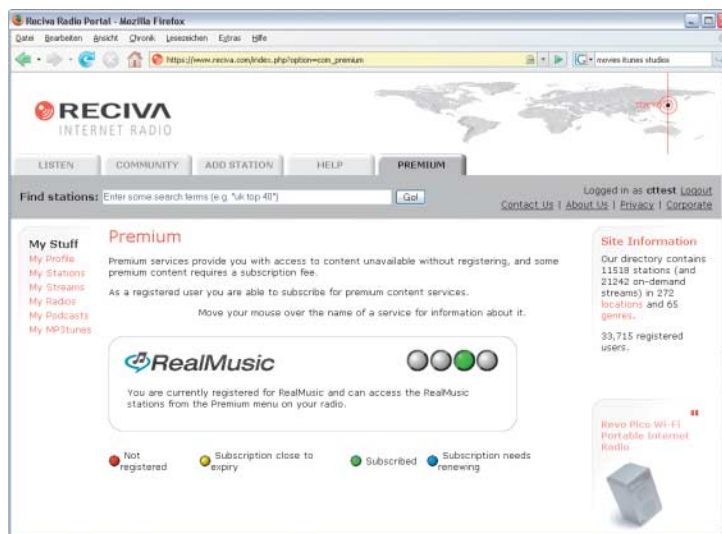 Reciva Radio Portal - Mozilla Firefox
Datei Bearbeiten Ansicht Chronik Lesezeichen Extras Hilfe
https://www.reciva.com/index.php?option=com_premium
movies itunes studios
RECIVA
INTERNET RADIO
LISTEN COMMUNITY ADD STATION HELP PREMIUM
Find stations: Enter some search terms (e.g. "uk top 40") Go!
Logged in as cttest Logout
Contact Us | About Us | Privacy | Corporate
My Stuff
My Profile
My Stations
My Streams
My Radios
My Podcasts
My MP3tunes
Premium
Premium services provide you with access to content unavailable without registering, and some
premium content requires a subscription fee.
As a registered user you are able to subscribe for premium content services.
Move your mouse over the name of a service for information about it.
RealMusic
You are currently registered for RealMusic and can access the RealMusic
stations from the Premium menu on your radio.
Not
registered
Subscription close to
expiry
Subscribed
Subscription needs
renewing
Site Information
Our directory contains
11518 stations (and
21242 on-demand
streams) in 272
locations and 65
genres.
33,715 registered
users.
Revo Pico Wi-Fi
Portable Internet
Radio